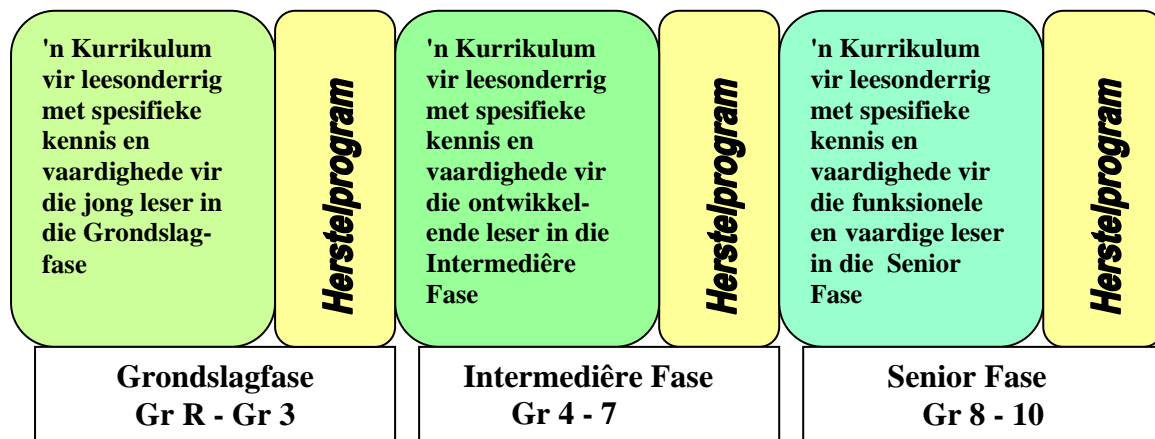 'n Kurrikulum
vir leesonderrig
met spesifieke
kennis en
vaardighede vir
die jong leser in
die Grondslag-
fase
Herstelprogram
'n Kurrikulum
vir leesonderrig
met spesifieke
kennis en
vaardighede vir
die ontwikkel-
ende leser in die
Intermediêre
Fase
Herstelprogram
'n Kurrikulum
vir leesonderrig
met spesifieke
kennis en
vaardighede vir
die funksionele
en vaardige leser
in die Senior
Fase
Herstelprogram
Grondslagfase
Gr R - Gr 3
Intermediêre Fase
Gr 4 - 7
Senior Fase
Gr 8 - 10